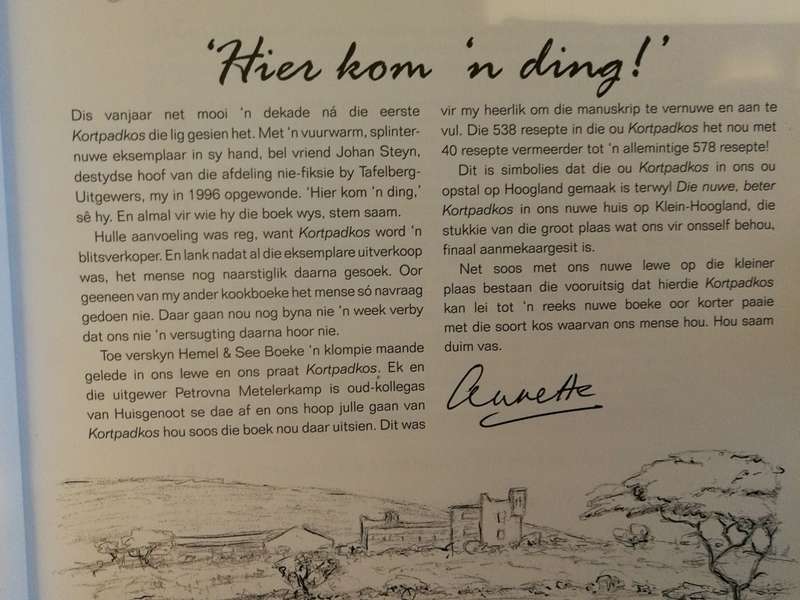 'Hier kom 'n ding!'
Dis vanjaar net mooi 'n dekade ná die eerste
Kortpadkos die lig gesien het. Met 'n vuurwarm, splinter-
nuwe eksemplaar in sy hand, bel vriend Johan Steyn,
destydse hoof van die afdeling nie-fiksie by Tafelberg-
Uitgewers, my in 1996 opgewonde. 'Hier kom 'n ding,'
sê hy. En almal vir wie hy die boek wys, stem saam.
Hulle aanvoeling was reg, want Kortpadkos word 'n
blitsverkoper. En lank nadat al die eksemplare uitverkoop
was, het mense nog naarstiglik daarna gesoek. Oor
geeneen van my ander kookboeke het mense só navraag
gedoen nie. Daar gaan nou nog byna nie 'n week verby
dat ons nie 'n versugting daarna hoor nie.
Toe verskyn Hemel & See Boeke 'n klompie maande
gelede in ons lewe en ons praat Kortpadkos. Ek en
die uitgewer Petrovna Metelerkamp is oud-kollegas
van Huisgenoot se dae af en ons hoop julle gaan van
Kortpadkos hou soos die boek nou daar uitsien. Dit was
vir my heerlik om die manuskrip te vernuwe en aan te
vul. Die 538 resepte in die ou Kortpadkos het nou met
40 resepte vermeerder tot 'n allemintige 578 resepte!
Dit is simbolies dat die ou Kortpadkos in ons ou
opstal op Hoogland gemaak is terwyl Die nuwe, beter
Kortpadkos in ons nuwe huis op Klein-Hoogland, die
stukkie van die groot plaas wat ons vir onsself behou,
finaal aanmekaargesit is.
Net soos met ons nuwe lewe op die kleiner
plaas bestaan die vooruitsig dat hierdie Kortpadkos
kan lei tot 'n reeks nuwe boeke oor korter paaie
met die soort kos waarvan ons mense hou. Hou saam
duim vas.
Annette